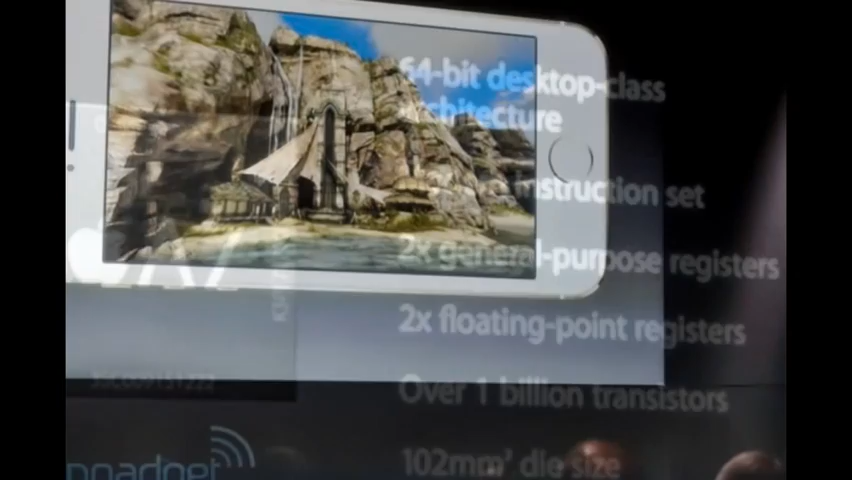 64-bit desktop-class
architecture
instruction set
2x general-purpose registers
2x floating-point registers
Over 1 billion transistors
102mm² die size
engadget